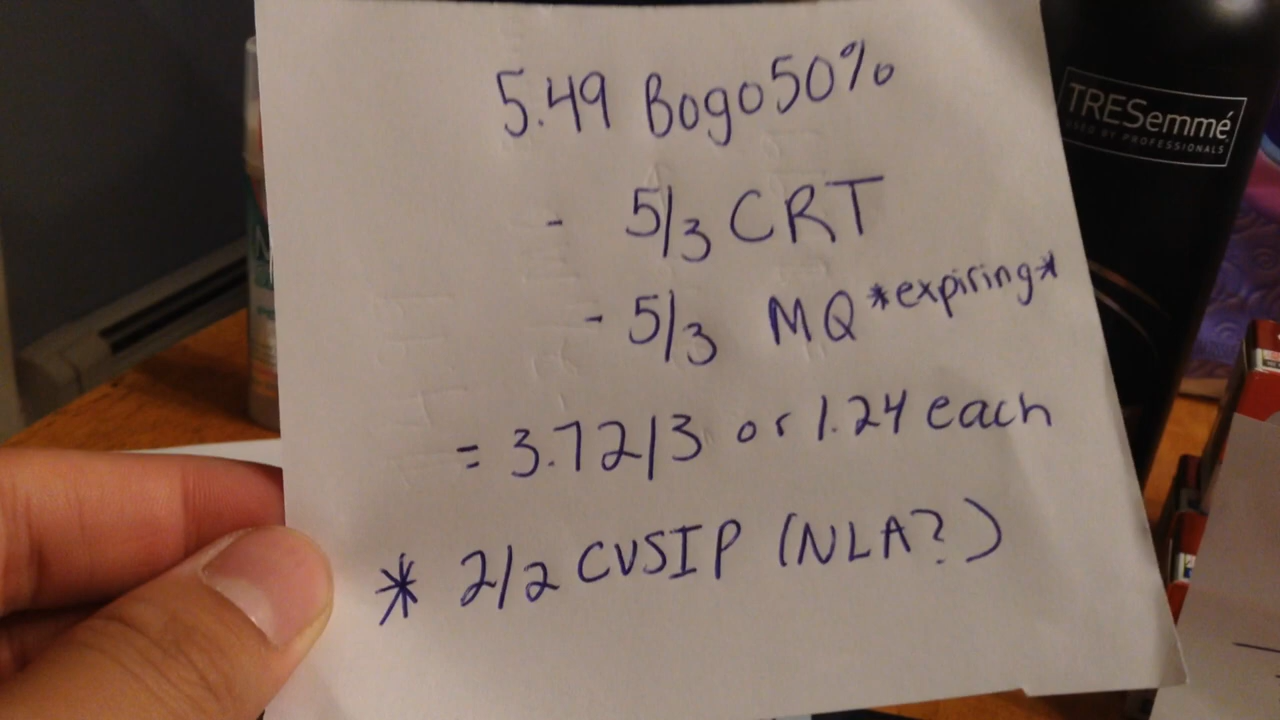 5.49 Bogo50%
- 5/3 CRT
- 5/3 MQ *expiring*
= 3.72/3 or 1.24 each
* 2/2 CVSIP (NLA?)
TRESemmé
USED BY PROFESSIONALS